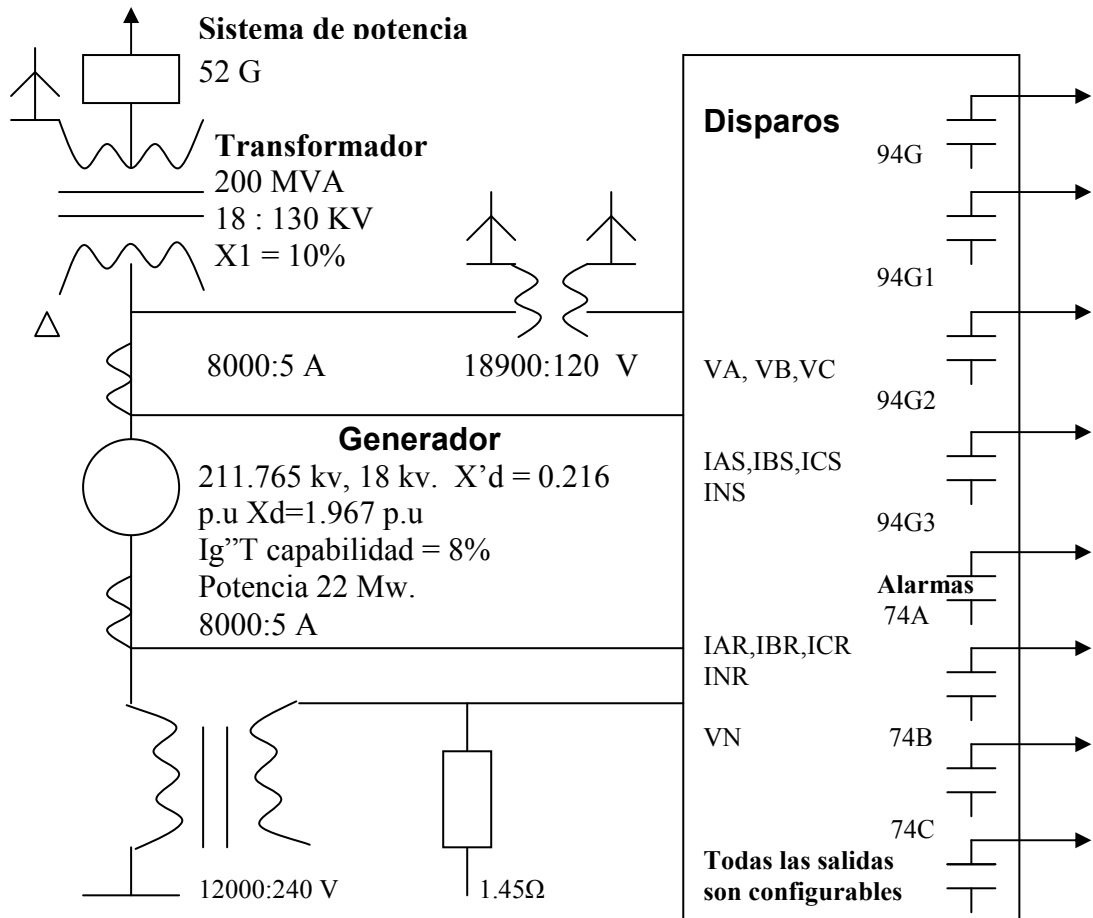 Sistema de potencia
52 G
Transformador
200 MVA
18 : 130 KV
X1 = 10%
8000:5 A
18900:120 V
Generador
211.765 kv, 18 kv. X'd = 0.216
p.u Xd=1.967 p.u
Ig”T capabilidad = 8%
Potencia 22 Mw.
8000:5 A
12000:240 V
1.45Ω
Disparos
94G
94G1
VA, VB,VC
94G2
IAS,IBS,ICS
INS
94G3
Alarmas
74A
IAR,IBR,ICR
INR
VN
74B
74C
Todas las salidas
son configurables